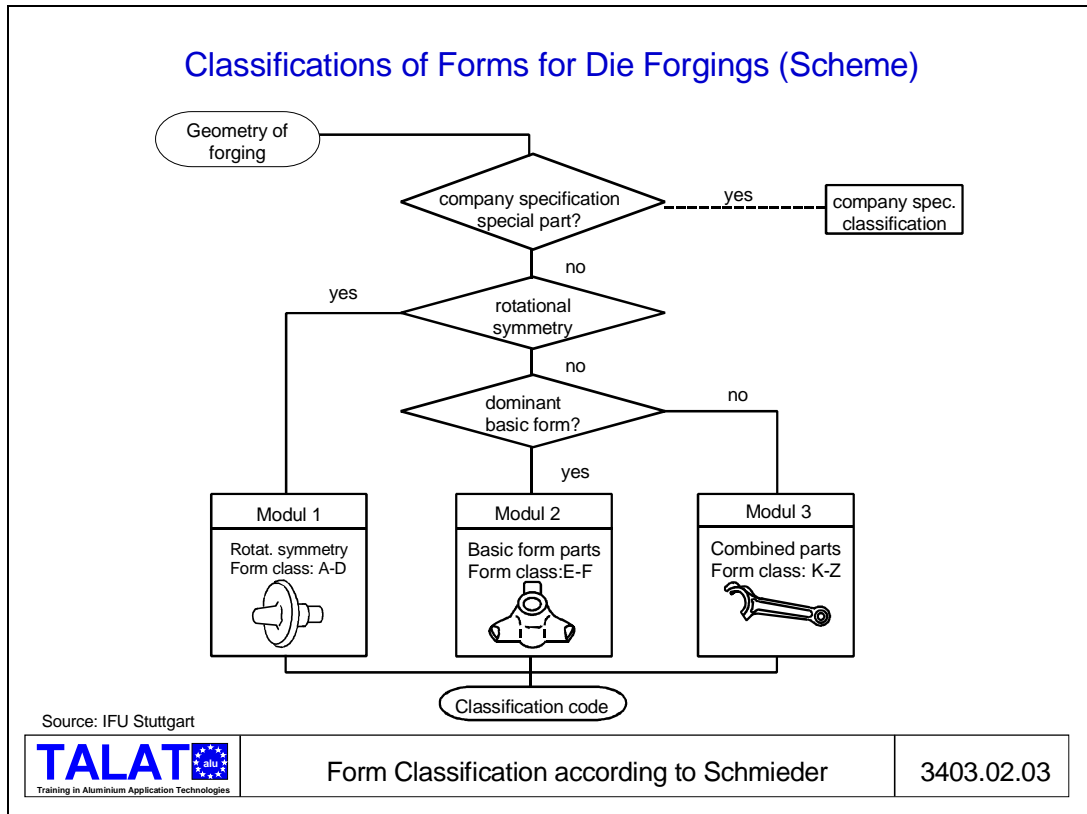 Classifications of Forms for Die Forgings (Scheme)
Geometry of
forging
company specification
special part?
yes
company spec.
classification
no
yes
rotational
symmetry
no
dominant
basic form?
no
yes
Modul 1
Rotat. symmetry
Form class: A-D
Modul 2
Basic form parts
Form class:E-F
Modul 3
Combined parts
Form class: K-Z
Classification code
Source: IFU Stuttgart
TALAT
alu
Training in Aluminium Application Technologies
Form Classification according to Schmieder
3403.02.03